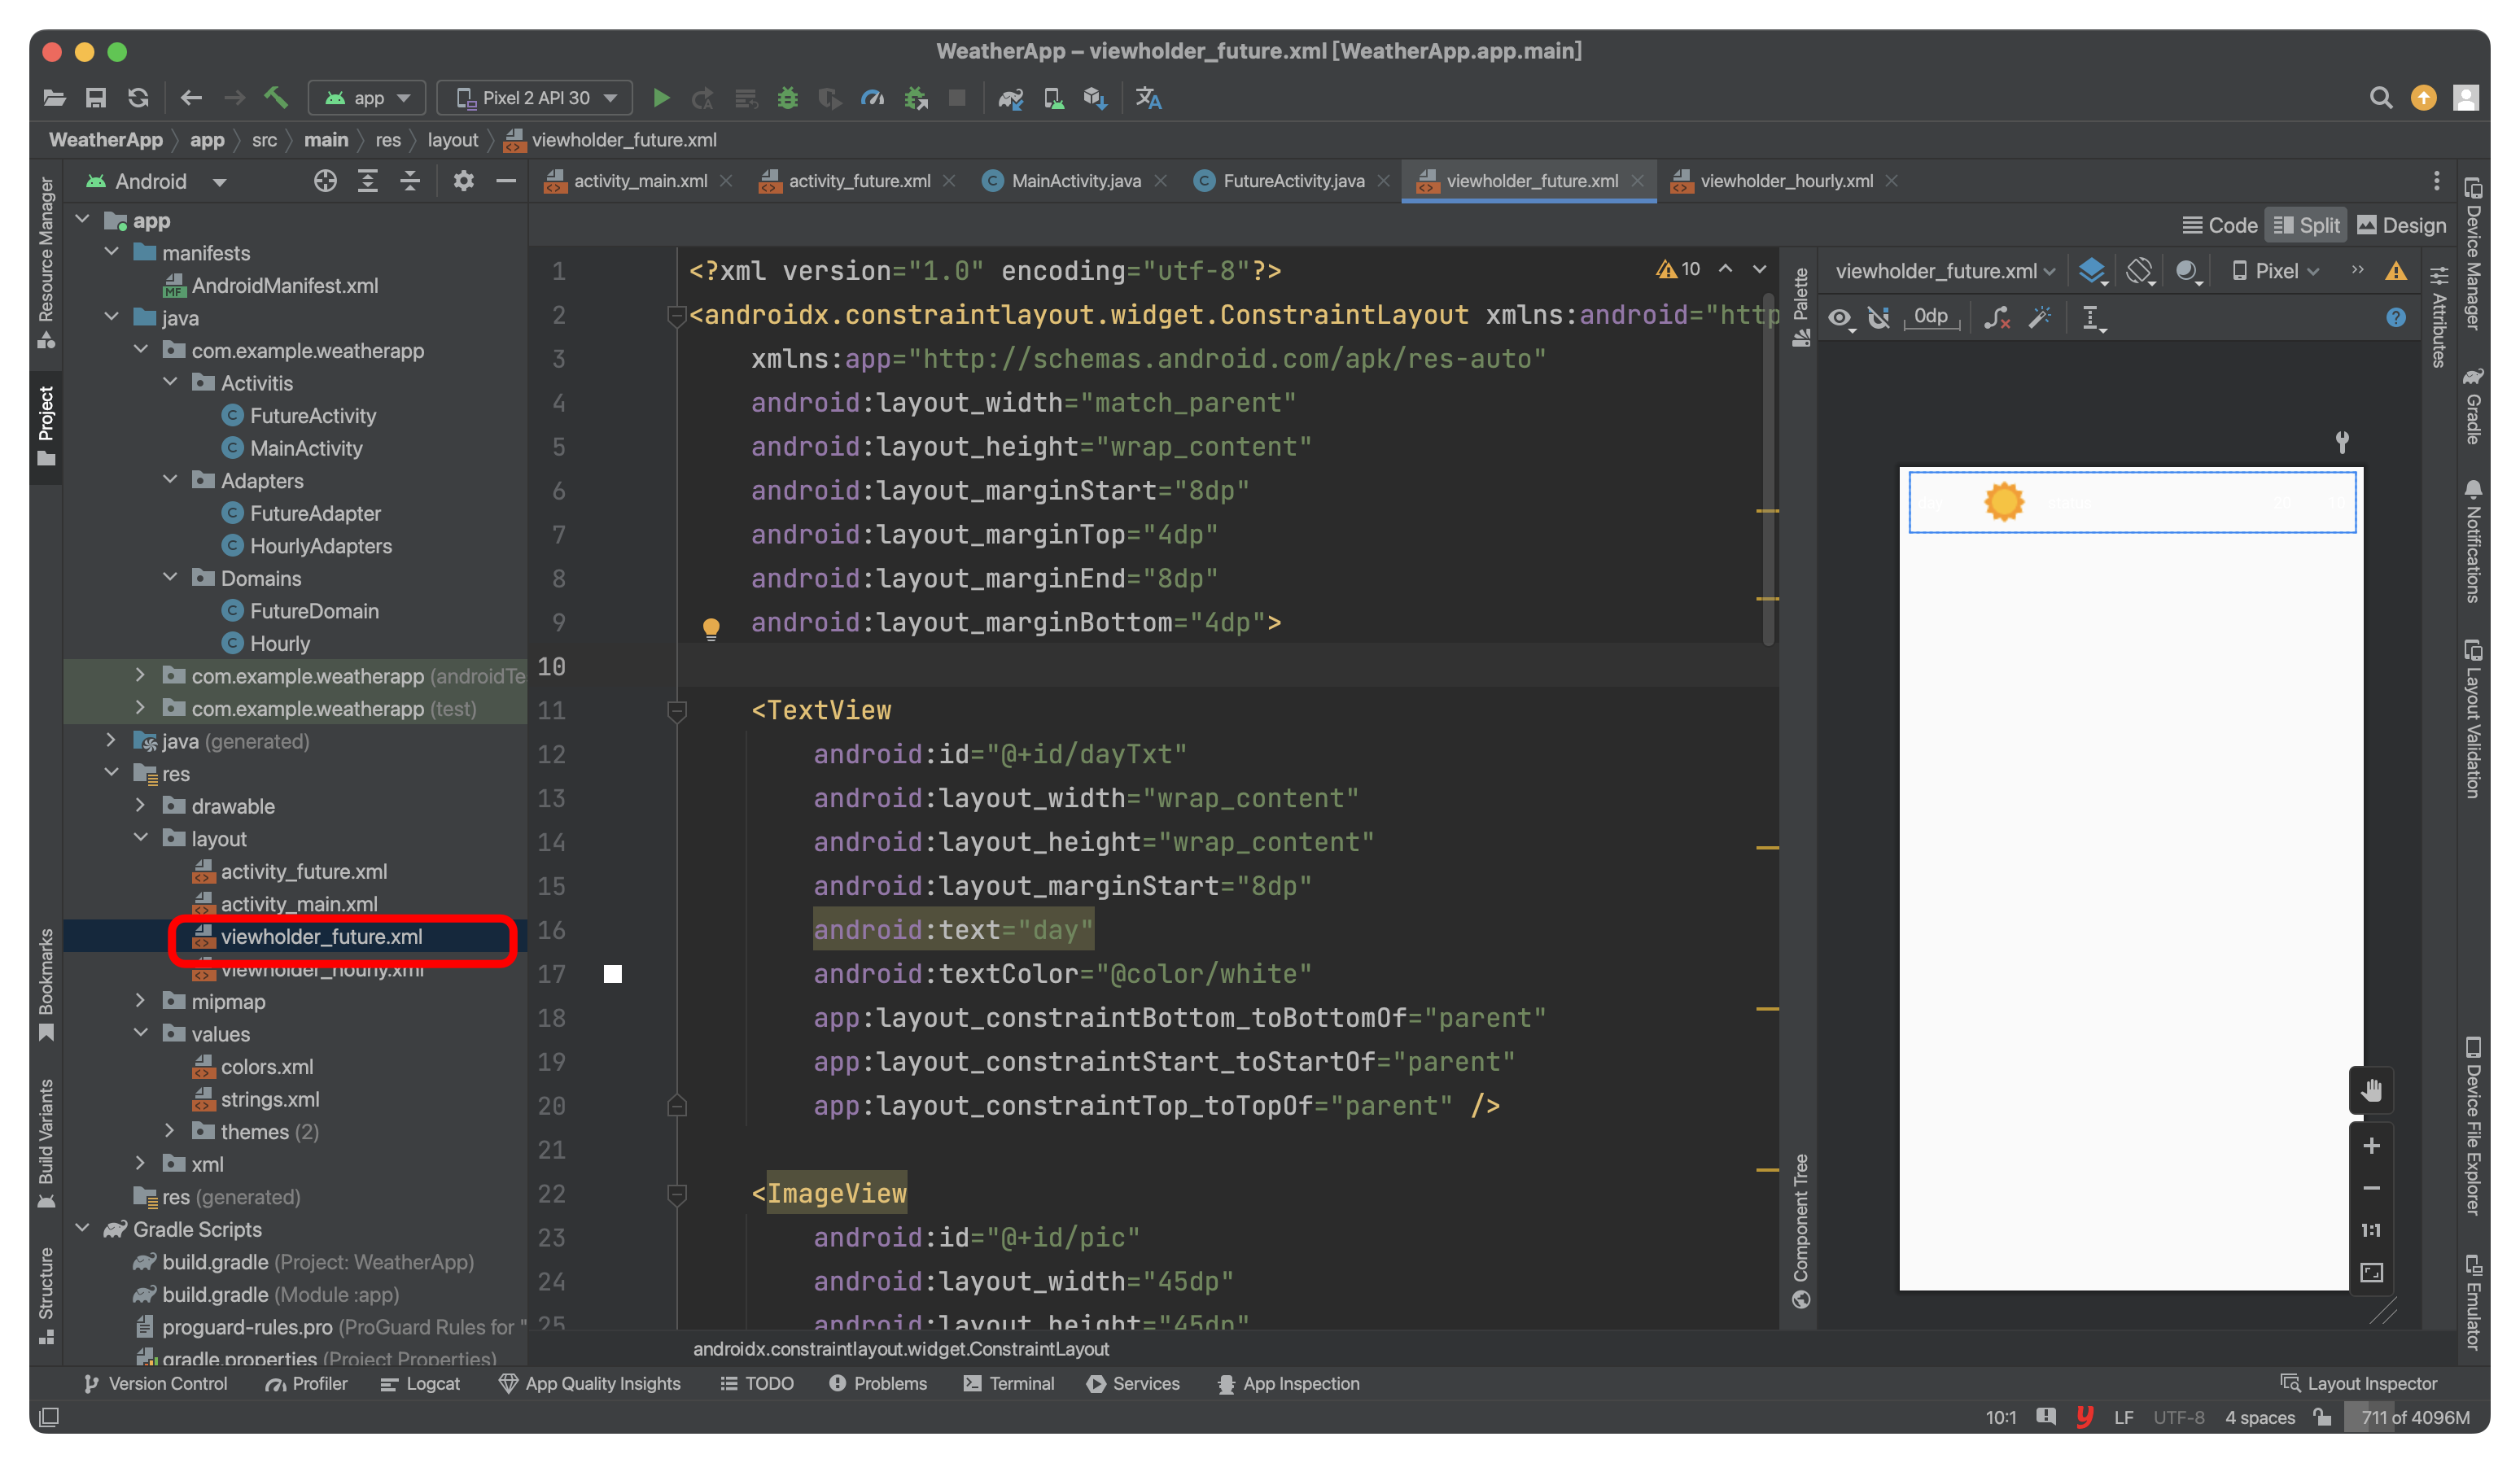 WeatherApp – viewholder_future.xml [WeatherApp.app.main]
app
Pixel 2 API 30
WeatherApp
app
src
main
res
layout
viewholder_future.xml
Resource Manager
Project
Bookmarks
Build Variants
Structure
Android
app
manifests
AndroidManifest.xml
java
com.example.weatherapp
Activitis
FutureActivity
MainActivity
Adapters
FutureAdapter
HourlyAdapters
Domains
FutureDomain
Hourly
com.example.weatherapp (androidTe
com.example.weatherapp (test)
java (generated)
res
drawable
layout
activity_future.xml
activity_main.xml
viewholder_future.xml
viewholder_hourly.xml
mipmap
values
colors.xml
strings.xml
themes (2)
xml
res (generated)
Gradle Scripts
build.gradle (Project: WeatherApp)
build.gradle (Module :app)
proguard-rules.pro (ProGuard Rules for "
gradle.properties (Project Properties)
activity_main.xml
activity_future.xml
MainActivity.java
FutureActivity.java
viewholder_future.xml
viewholder_hourly.xml
Code
Split
Design
10
1 <?xml version="1.0" encoding="utf-8"?>
2 <androidx.constraintlayout.widget.ConstraintLayout xmlns:android="http
3 xmlns:app="http://schemas.android.com/apk/res-auto"
4 android:layout_width="match_parent"
5 android:layout_height="wrap_content"
6 android:layout_marginStart="8dp"
7 android:layout_marginTop="4dp"
8 android:layout_marginEnd="8dp"
9 android:layout_marginBottom="4dp">
10
11 <TextView
12 android:id="@+id/dayTxt"
13 android:layout_width="wrap_content"
14 android:layout_height="wrap_content"
15 android:layout_marginStart="8dp"
16 android:text="day"
17 android:textColor="@color/white"
18 app:layout_constraintBottom_toBottomOf="parent"
19 app:layout_constraintStart_toStartOf="parent"
20 app:layout_constraintTop_toTopOf="parent" />
21
22 <ImageView
23 android:id="@+id/pic"
24 android:layout_width="45dp"
25 android:layout_height="45dp"
androidx.constraintlayout.widget.ConstraintLayout
Palette
Component Tree
viewholder_future.xml
Pixel
0dp
1:1
Attributes
Device Manager
Gradle
Notifications
Layout Validation
Device File Explorer
Emulator
Version Control
Profiler
Logcat
App Quality Insights
TODO
Problems
Terminal
Services
App Inspection
Layout Inspector
10:1
LF
UTF-8
4 spaces
711 of 4096M